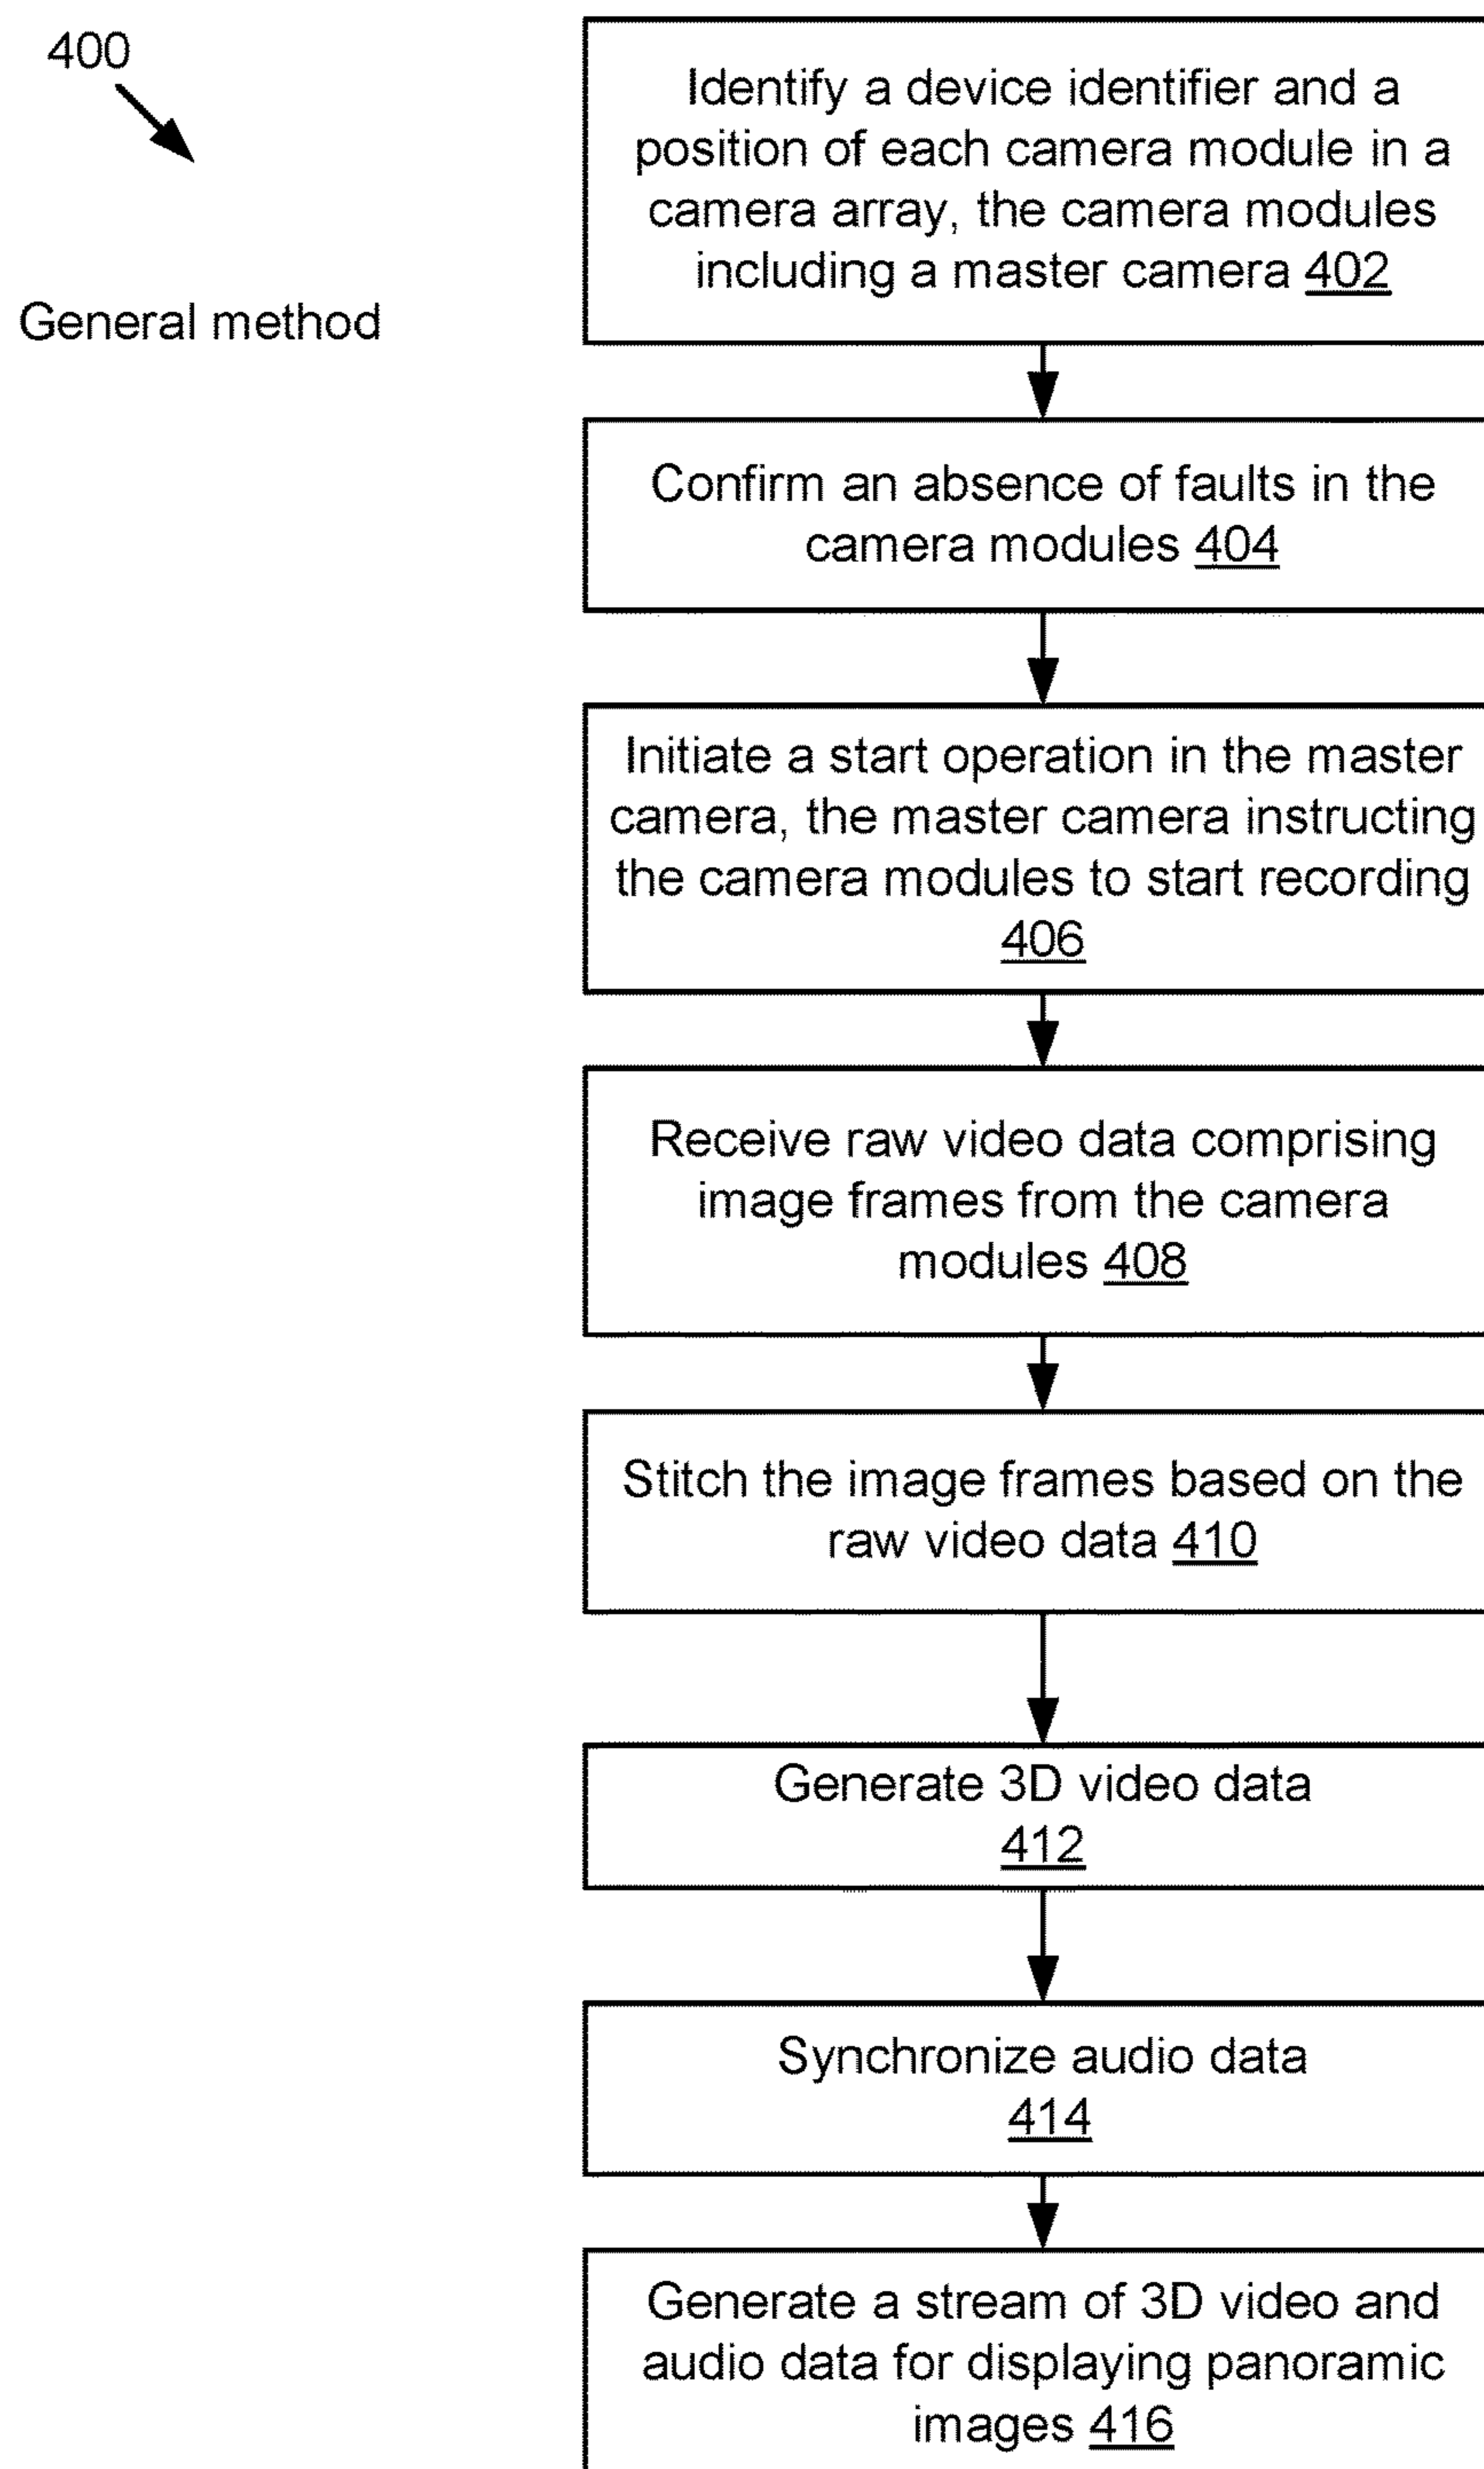 400
General method
Identify a device identifier and a
position of each camera module in a
camera array, the camera modules
including a master camera 402
Confirm an absence of faults in the
camera modules 404
Initiate a start operation in the master
camera, the master camera instructing
the camera modules to start recording
406
Receive raw video data comprising
image frames from the camera
modules 408
Stitch the image frames based on the
raw video data 410
Generate 3D video data
412
Synchronize audio data
414
Generate a stream of 3D video and
audio data for displaying panoramic
images 416